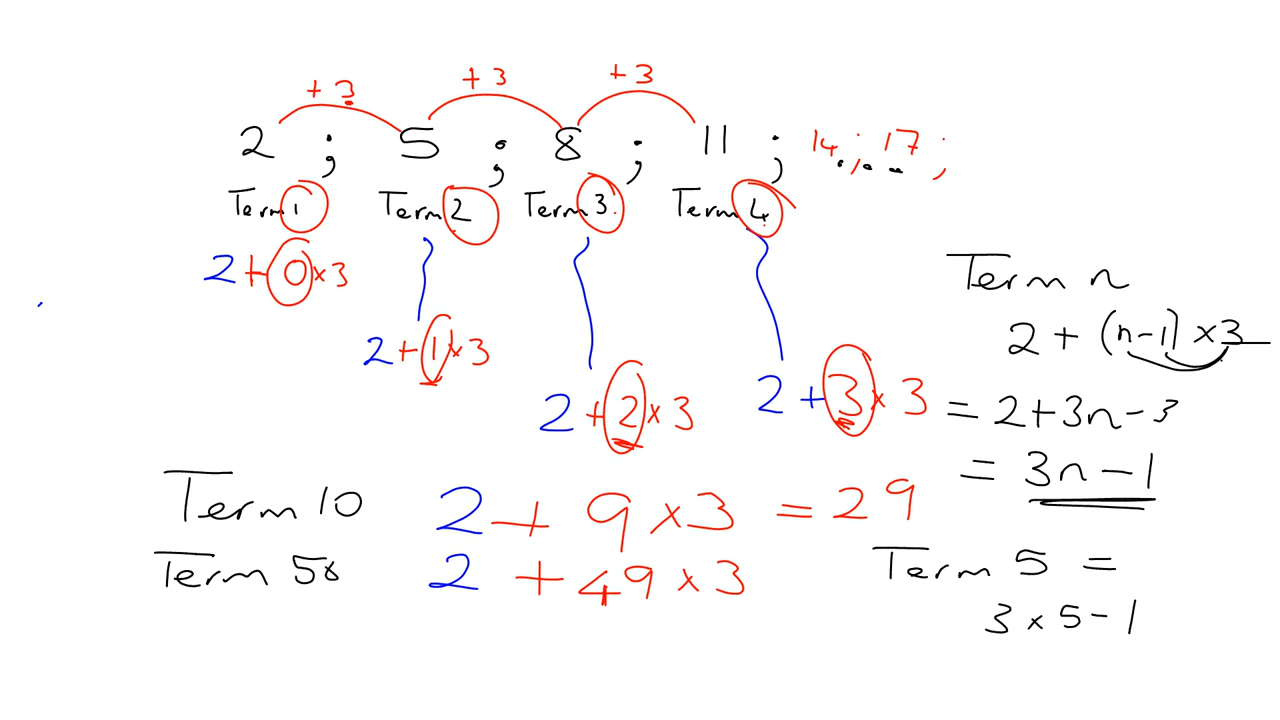 +3 +3 +3
2 ; 5 ; 8 ; 11 ; 14 ; 17 ;
Term 1 Term 2 Term 3 Term 4
2 + 0 × 3
2 + 1 × 3
2 + 2 × 3
2 + 3 × 3
Term n
2 + (n-1) × 3
= 2 + 3n - 3
= 3n - 1
Term 10 2 + 9 × 3 = 29
Term 50 2 + 49 × 3
Term 5 =
3 × 5 - 1